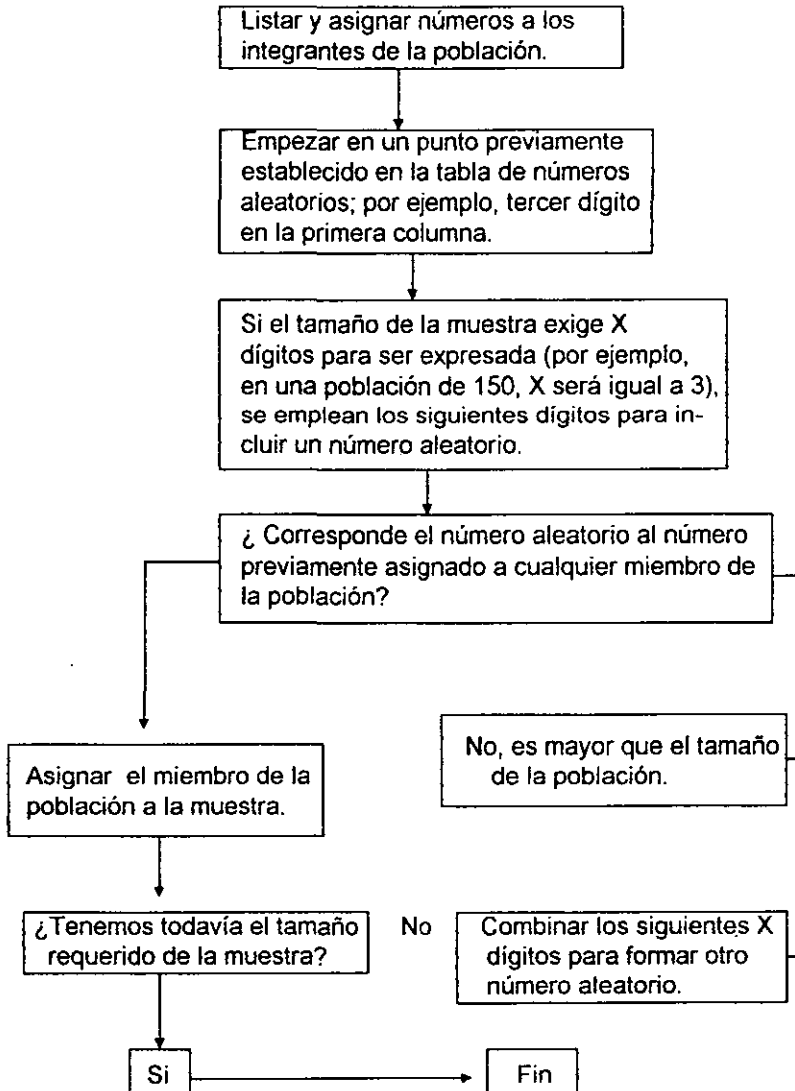 Listar y asignar números a los
integrantes de la población.
Empezar en un punto previamente
establecido en la tabla de números
aleatorios; por ejemplo, tercer dígito
en la primera columna.
Si el tamaño de la muestra exige X
dígitos para ser expresada (por ejemplo,
en una población de 150, X será igual a 3),
se emplean los siguientes dígitos para in-
cluir un número aleatorio.
¿ Corresponde el número aleatorio al número
previamente asignado a cualquier miembro de
la población?
No, es mayor que el tamaño
de la población.
Asignar el miembro de la
población a la muestra.
¿Tenemos todavía el tamaño
requerido de la muestra?
No
Combinar los siguientes X
dígitos para formar otro
número aleatorio.
Si
Fin